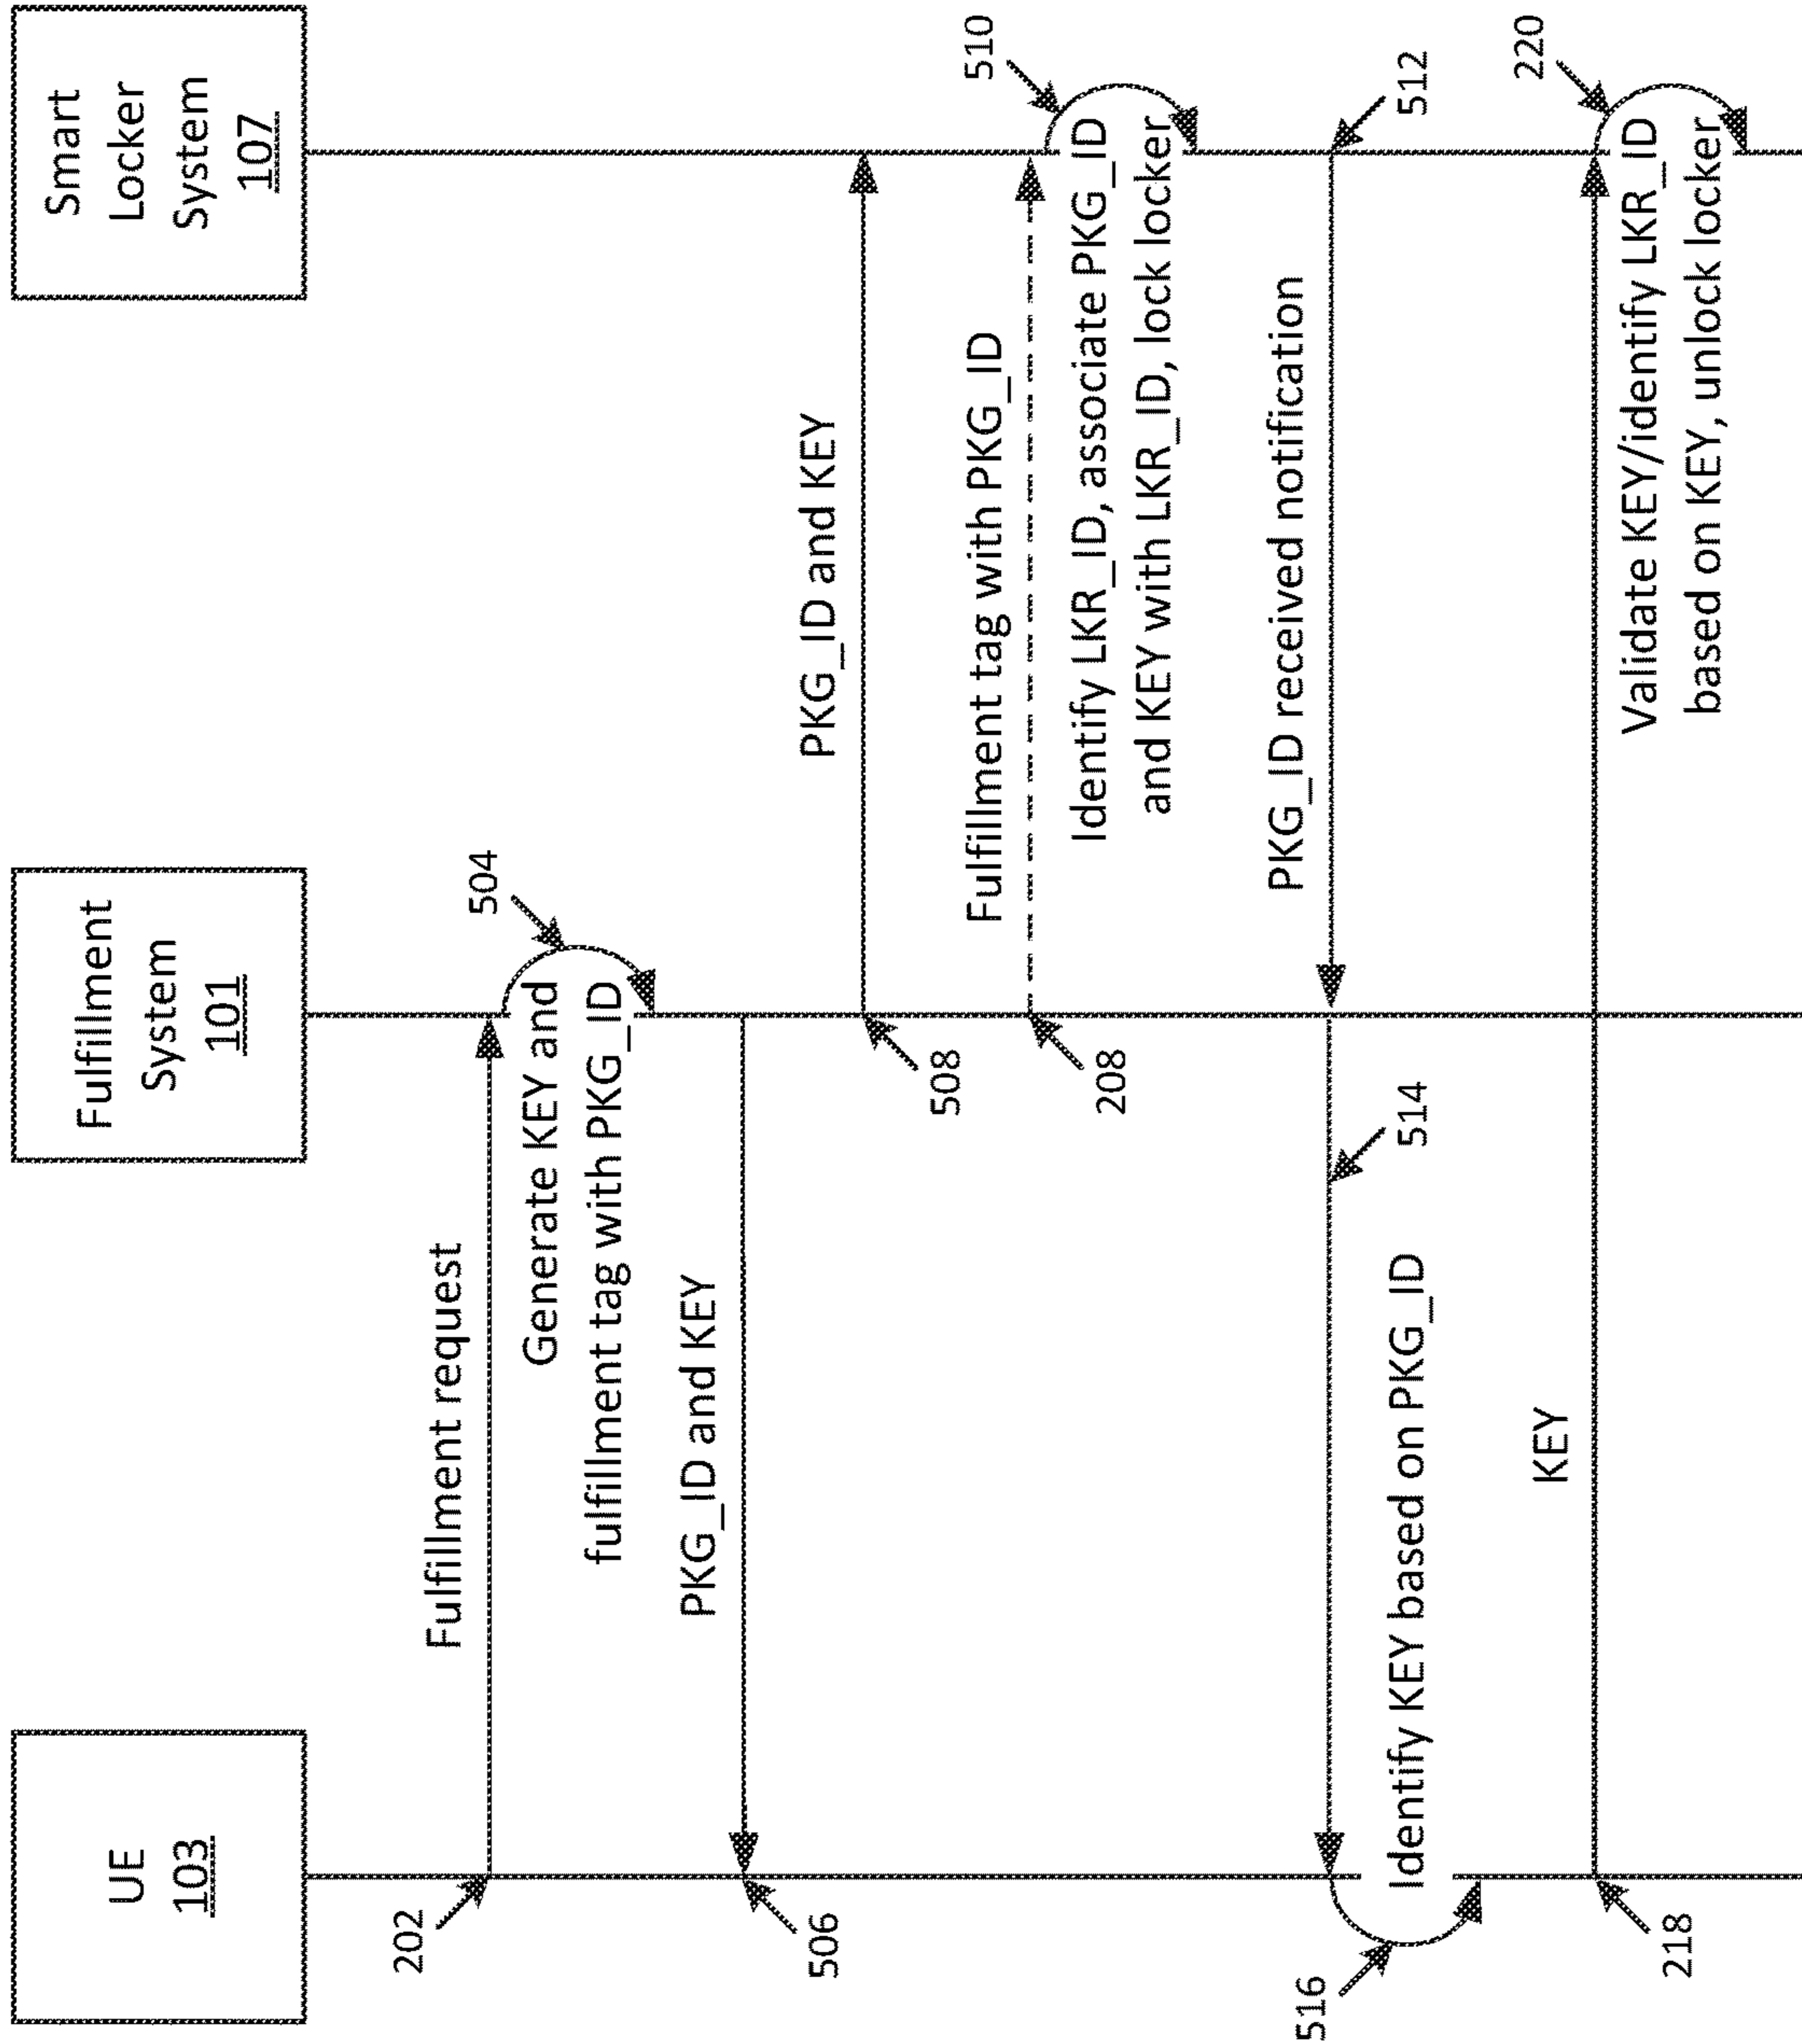 UE
103
Fulfillment
System
101
Smart
Locker
System
107
202
Fulfillment request
504
Generate KEY and
fulfillment tag with PKG_ID
PKG_ID and KEY
506
PKG_ID and KEY
508
Fulfillment tag with PKG_ID
208
510
Identify LKR_ID, associate PKG_ID
and KEY with LKR_ID, lock locker
PKG_ID received notification
512
514
516
Identify KEY based on PKG_ID
KEY
218
220
Validate KEY/identify LKR_ID
based on KEY, unlock locker